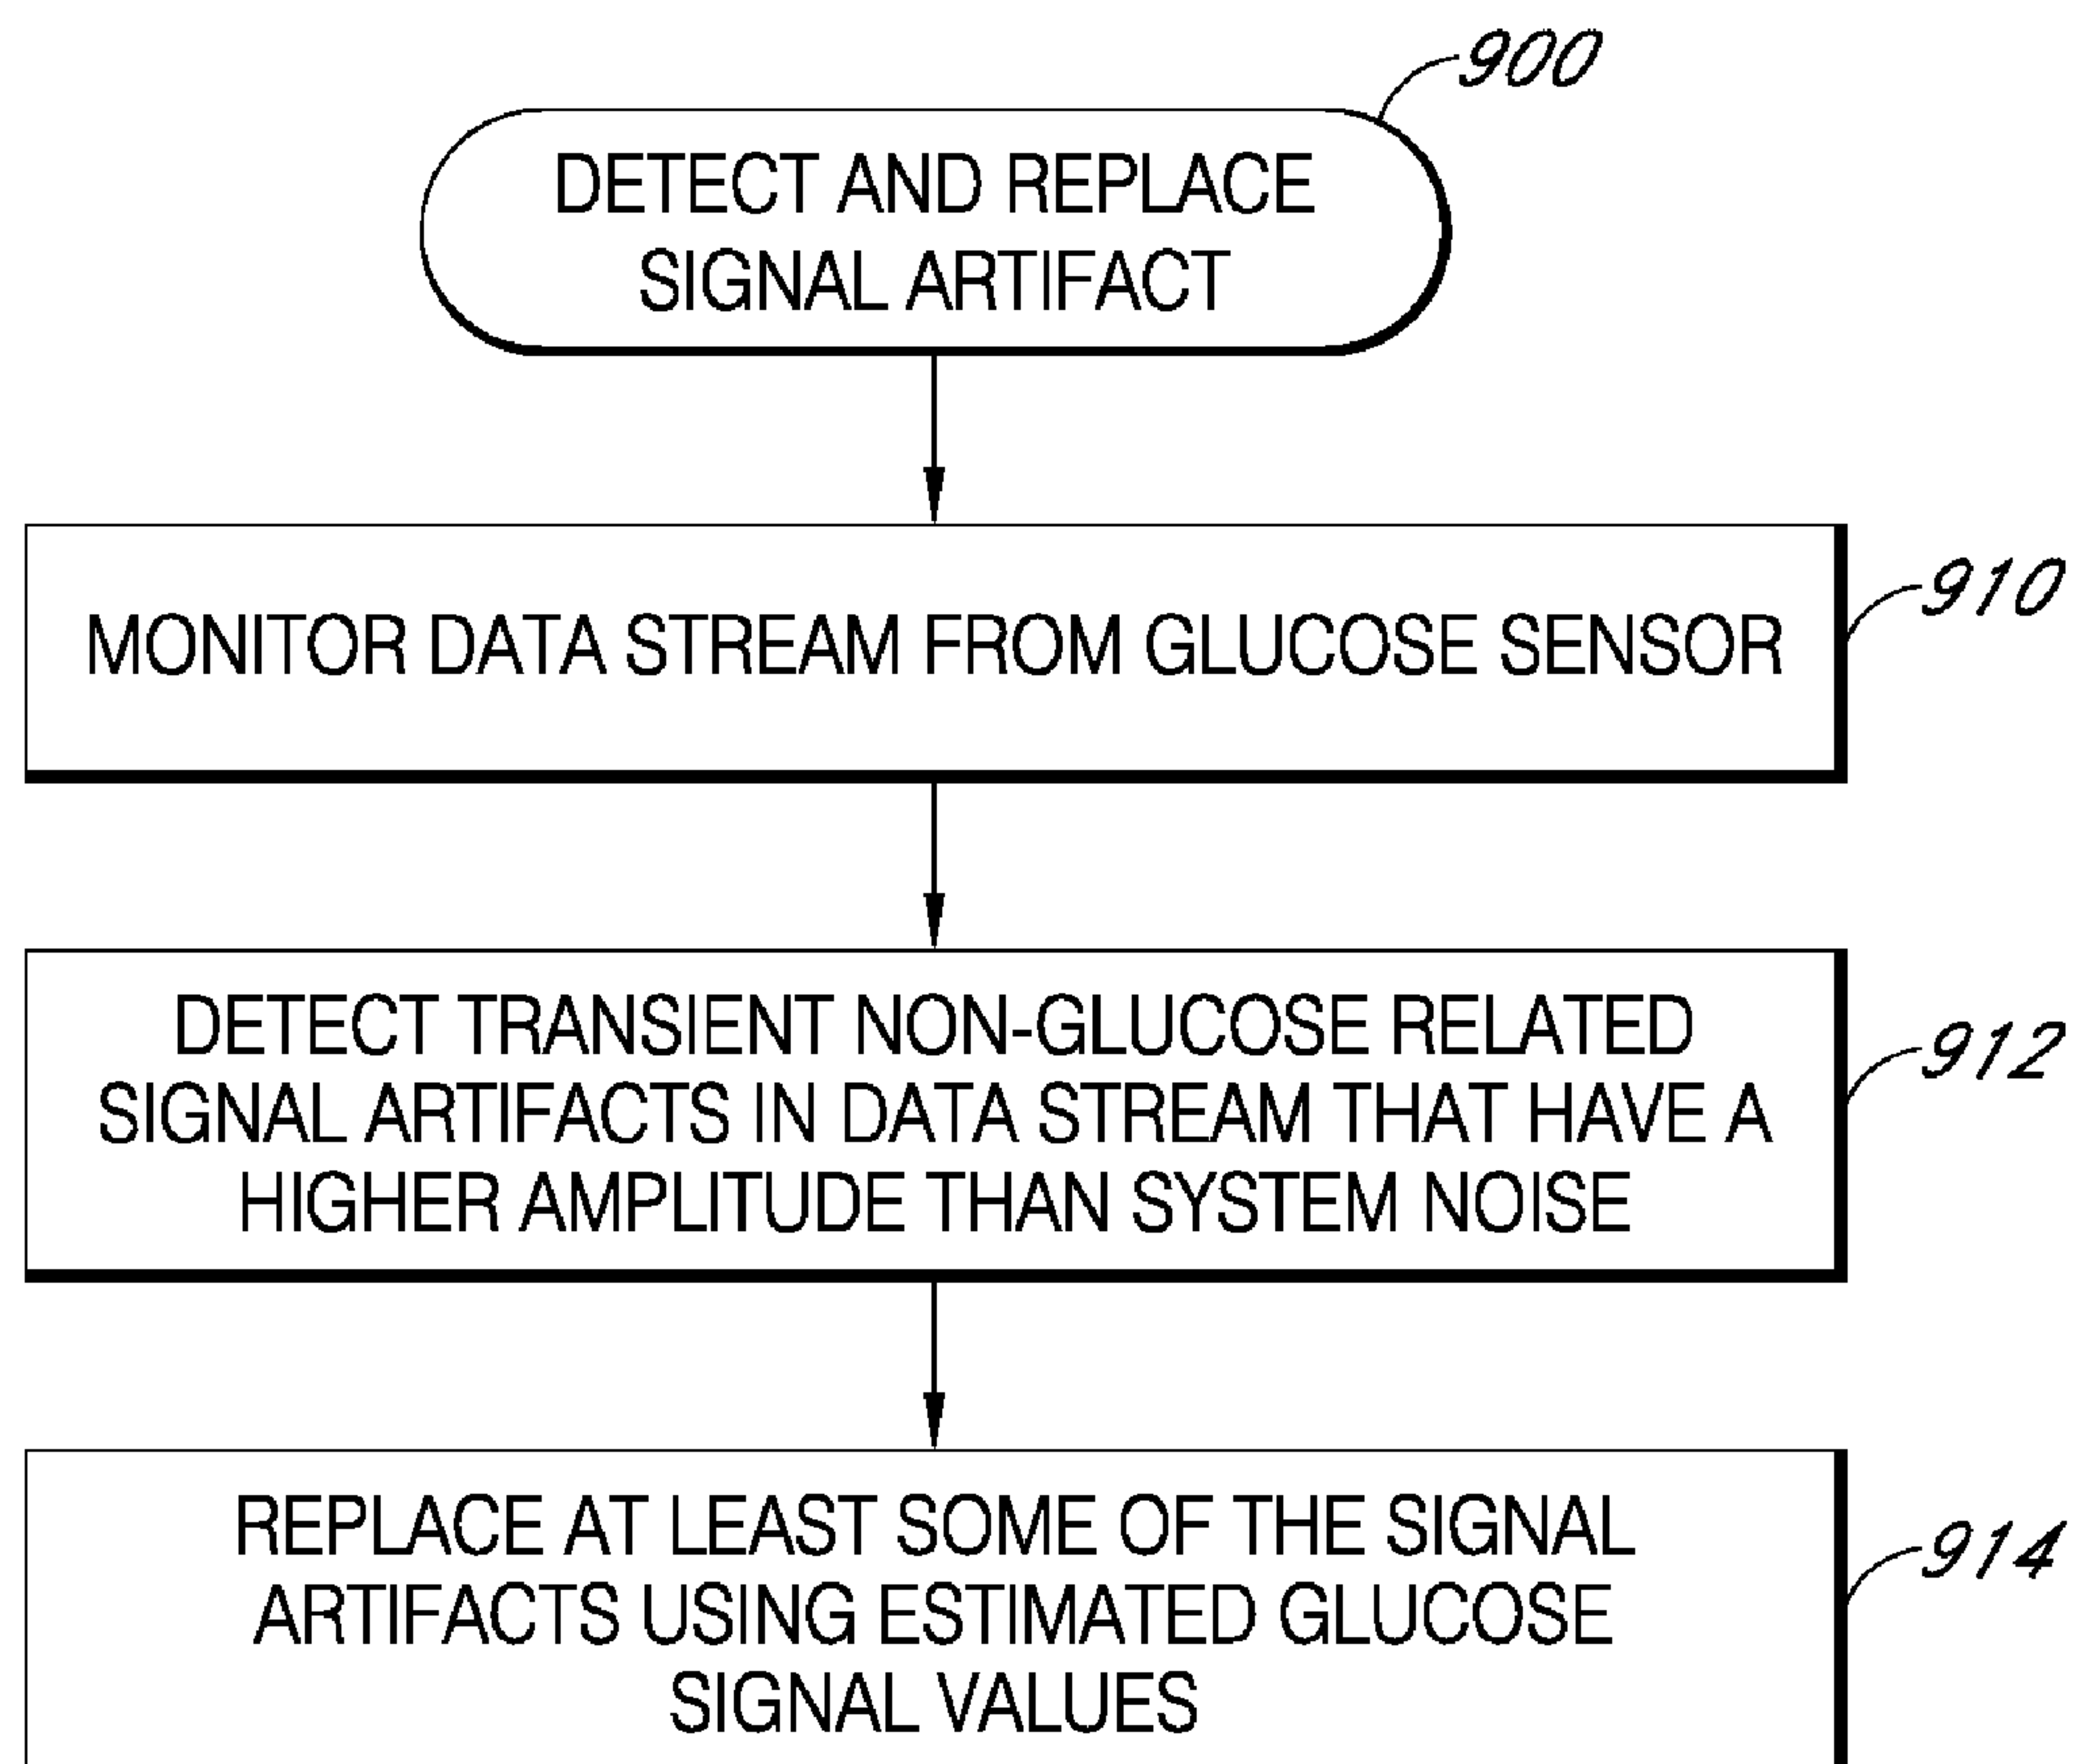 900
DETECT AND REPLACE
SIGNAL ARTIFACT
910
MONITOR DATA STREAM FROM GLUCOSE SENSOR
912
DETECT TRANSIENT NON-GLUCOSE RELATED
SIGNAL ARTIFACTS IN DATA STREAM THAT HAVE A
HIGHER AMPLITUDE THAN SYSTEM NOISE
914
REPLACE AT LEAST SOME OF THE SIGNAL
ARTIFACTS USING ESTIMATED GLUCOSE
SIGNAL VALUES